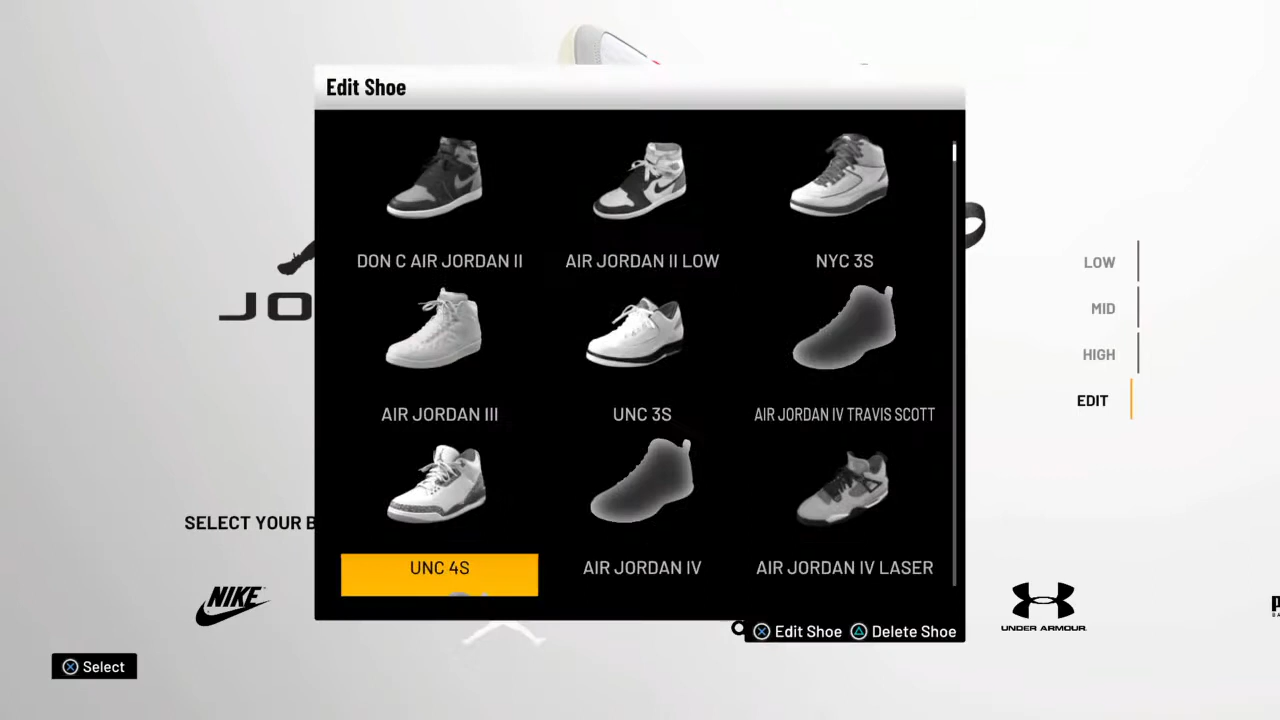 Edit Shoe
DON C AIR JORDAN II
AIR JORDAN II LOW
NYC 3S
AIR JORDAN III
UNC 3S
AIR JORDAN IV TRAVIS SCOTT
UNC 4S
AIR JORDAN IV
AIR JORDAN IV LASER
JO
LOW
MID
HIGH
EDIT
SELECT YOUR B
NIKE
UNDER ARMOUR
Edit Shoe
Delete Shoe
Select